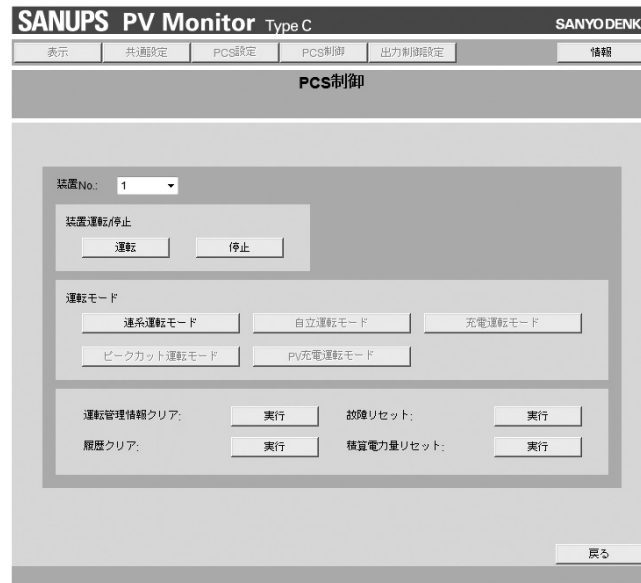 SANUPS PV Monitor Type C SANYO DENKI
表示 共通設定 PCS設定 PCS制御 出力制御設定 情報
PCS制御
装置No.: 1
装置運転/停止
運転 停止
運転モード
連系運転モード 自立運転モード 充電運転モード
ピークカット運転モード PV充電運転モード
運転管理情報クリア: 実行 故障リセット: 実行
履歴クリア: 実行 積算電力量リセット: 実行
戻る